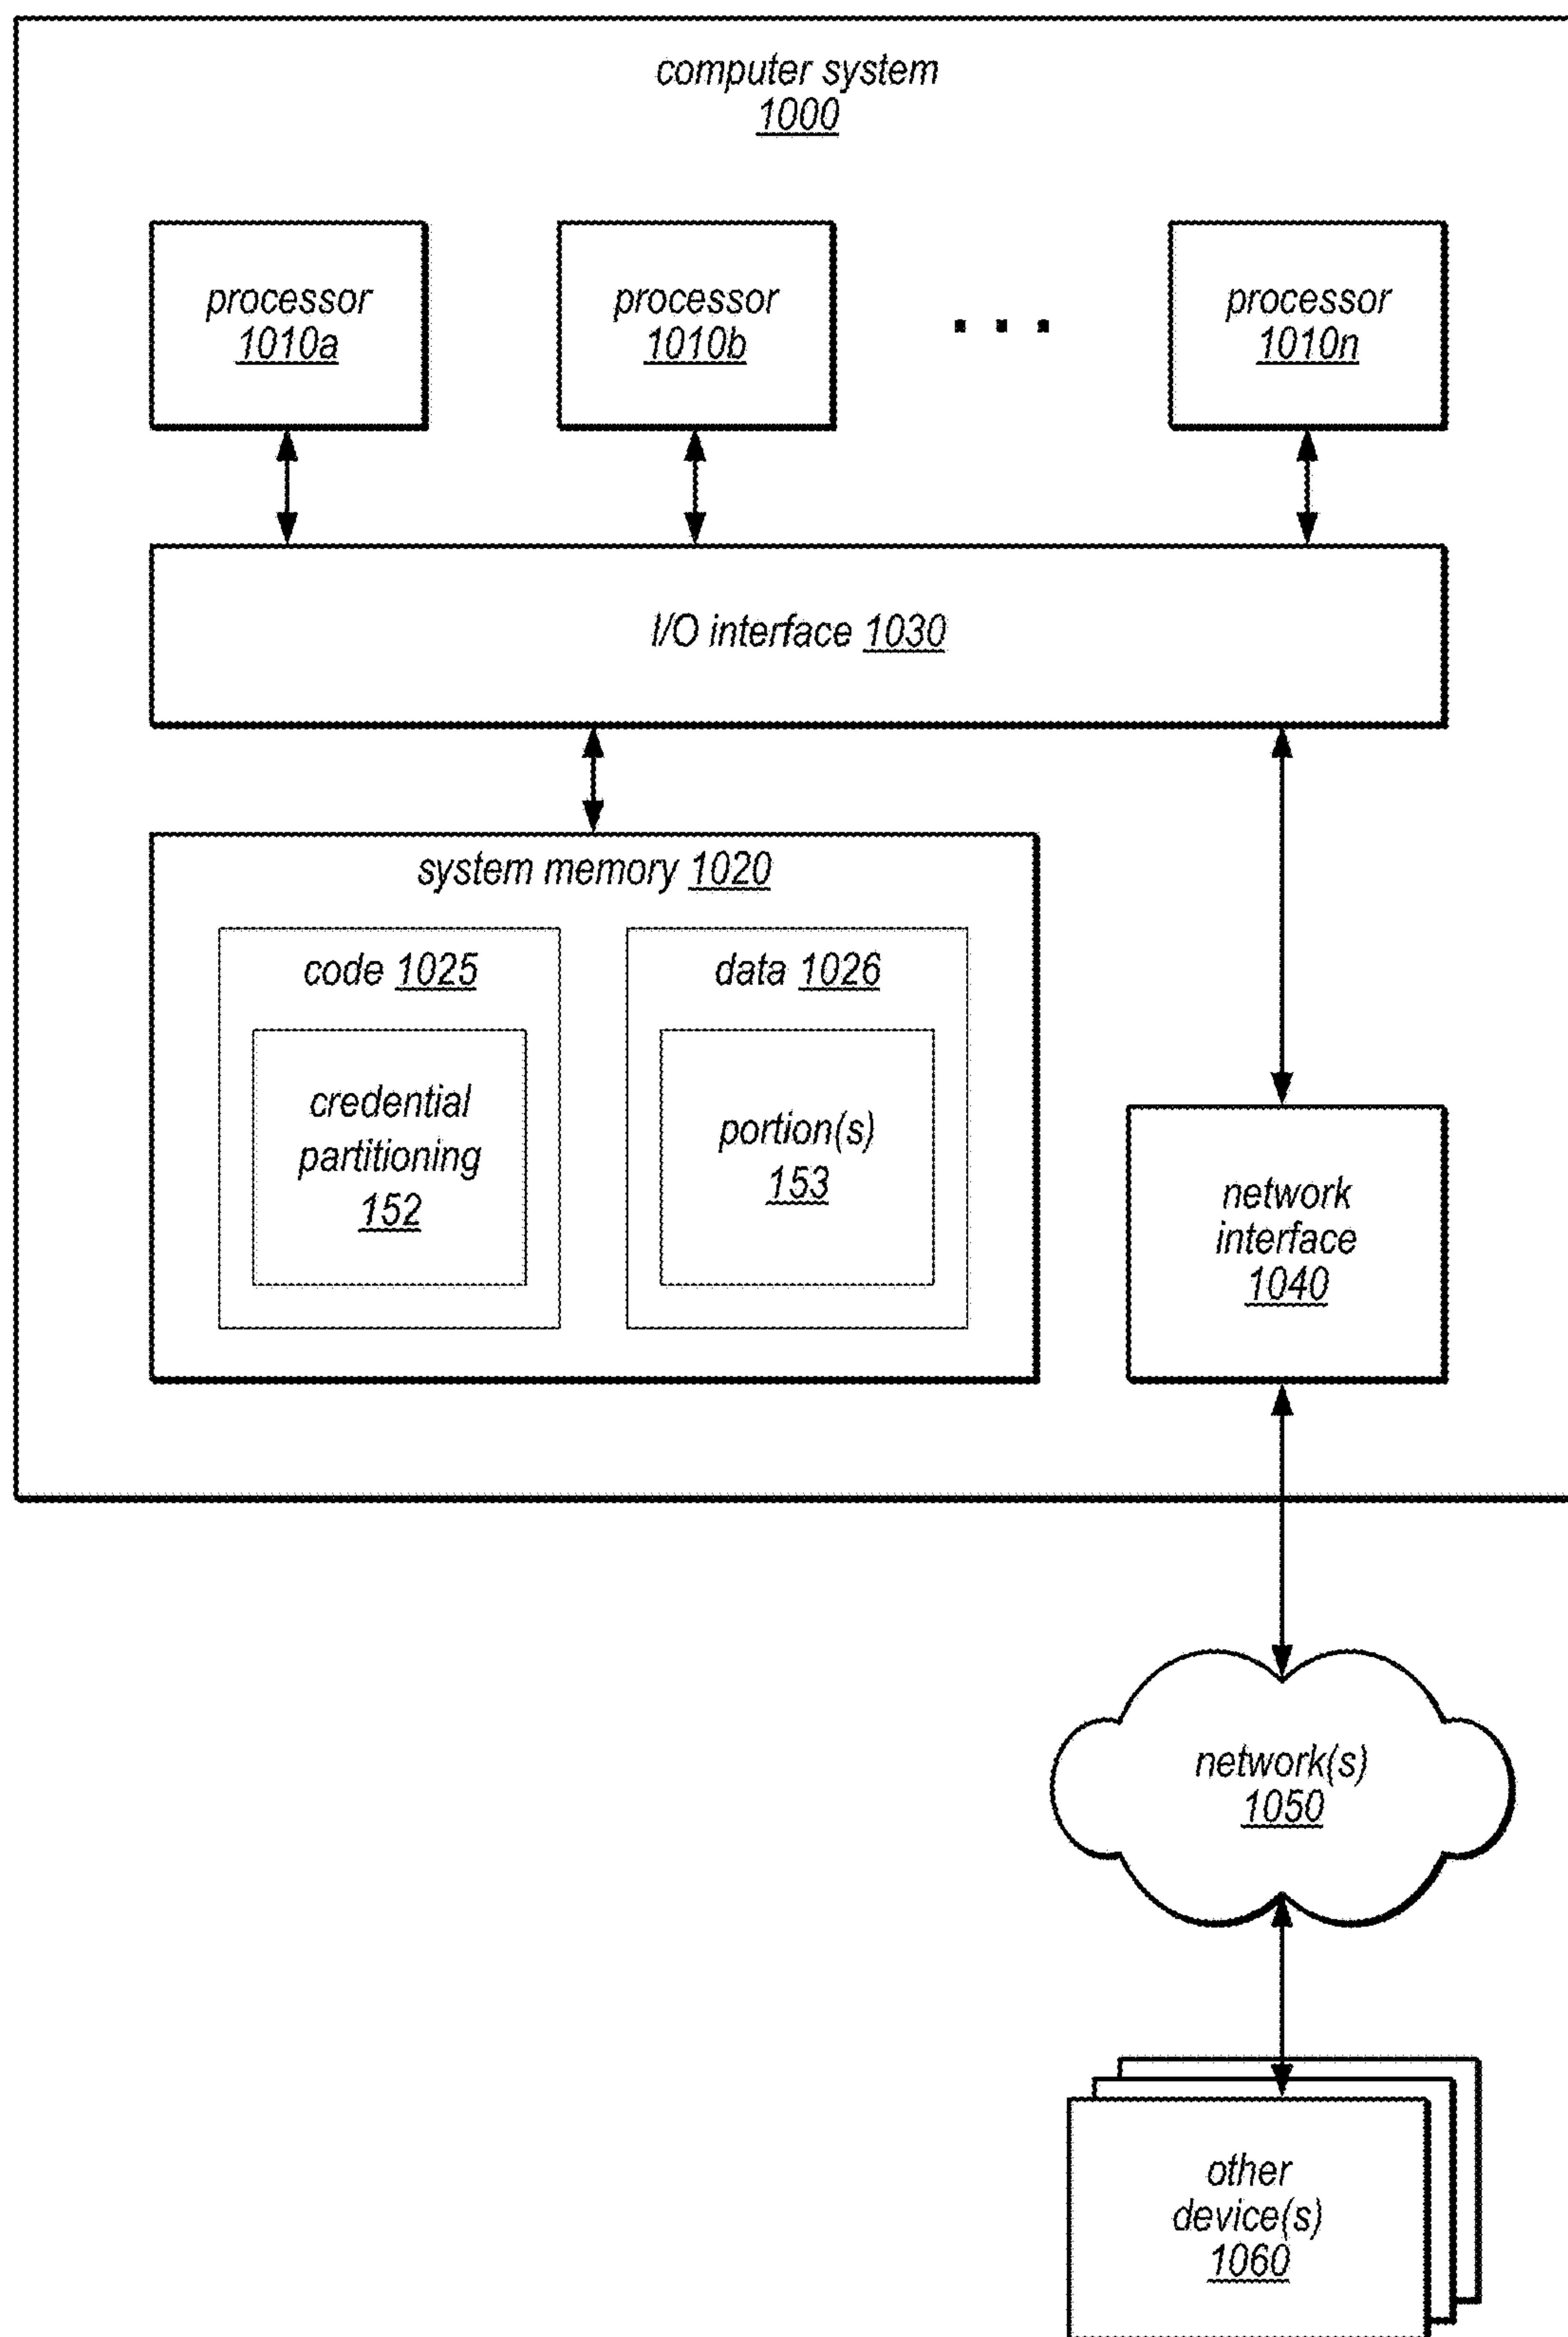 computer system
1000
processor
1010a
processor
1010b
. . .
processor
1010n
I/O interface 1030
system memory 1020
code 1025
credential
partitioning
152
data 1026
portion(s)
153
network
interface
1040
network(s)
1050
other
device(s)
1060